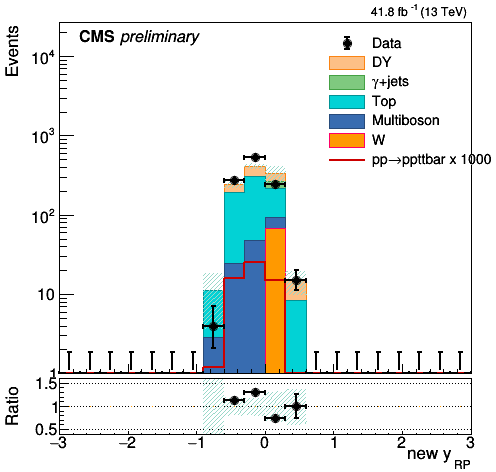 41.8 fb⁻¹ (13 TeV)
CMS preliminary
Events
Data
DY
γ+jets
Top
Multiboson
W
pp→ppttbar x 1000
10³
10²
10
1
Ratio
1.5
1
0.5
−3 −2 −1 0 1 2 3
new y_RP